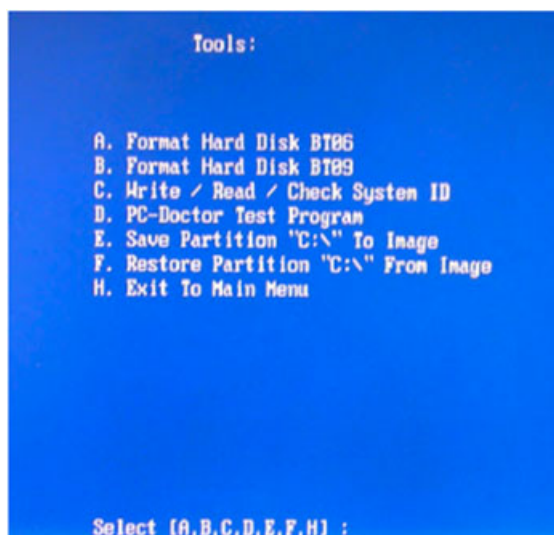 Tools:
A. Format Hard Disk BT06
B. Format Hard Disk BT09
C. Write / Read / Check System ID
D. PC-Doctor Test Program
E. Save Partition "C:\" To Image
F. Restore Partition "C:\" From Image
H. Exit To Main Menu
Select [A,B,C,D,E,F,H] :